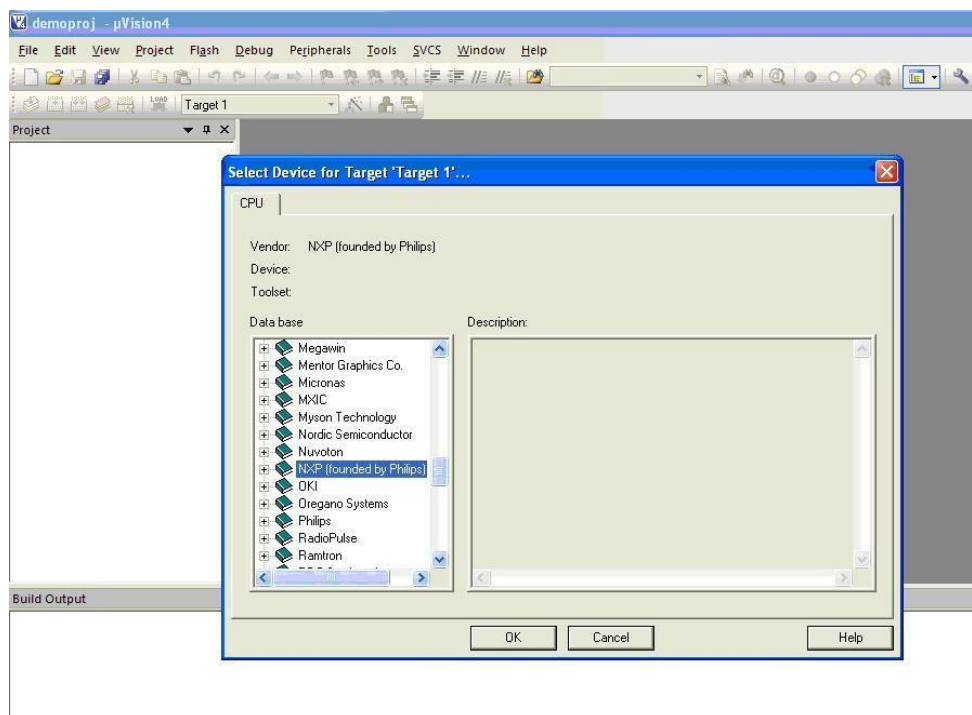 demoproj - µVision4
File Edit View Project Flash Debug Peripherals Tools SVCS Window Help
LOAD Target 1
Project
Select Device for Target 'Target 1'...
CPU
Vendor: NXP (founded by Philips)
Device:
Toolset:
Data base Description:
Megawin
Mentor Graphics Co.
Micronas
MXIC
Myson Technology
Nordic Semiconductor
Nuvoton
NXP (founded by Philips)
OKI
Oregano Systems
Philips
RadioPulse
Ramtron
Build Output
OK Cancel Help